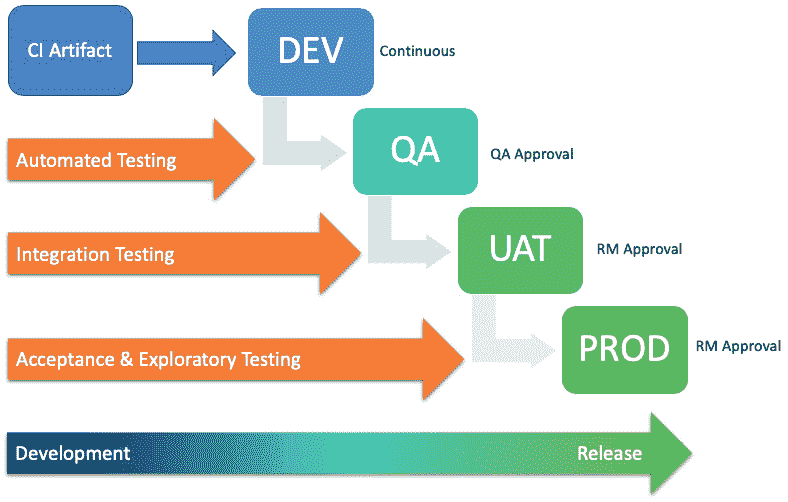 CI Artifact
DEV
Continuous
Automated Testing
QA
QA Approval
Integration Testing
UAT
RM Approval
Acceptance & Exploratory Testing
PROD
RM Approval
Development
Release